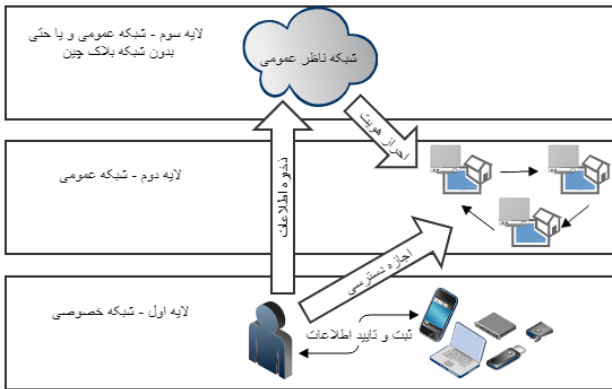 لایه سوم - شبکه عمومی و یا حتی
بدون شبکه بلاک چین
شبکه ناظر عمومی
احراز هویت
لایه دوم - شبکه عمومی
ذخیره اطلاعات
اجازه دسترسی
لایه اول - شبکه خصوصی
ثبت و تایید اطلاعات